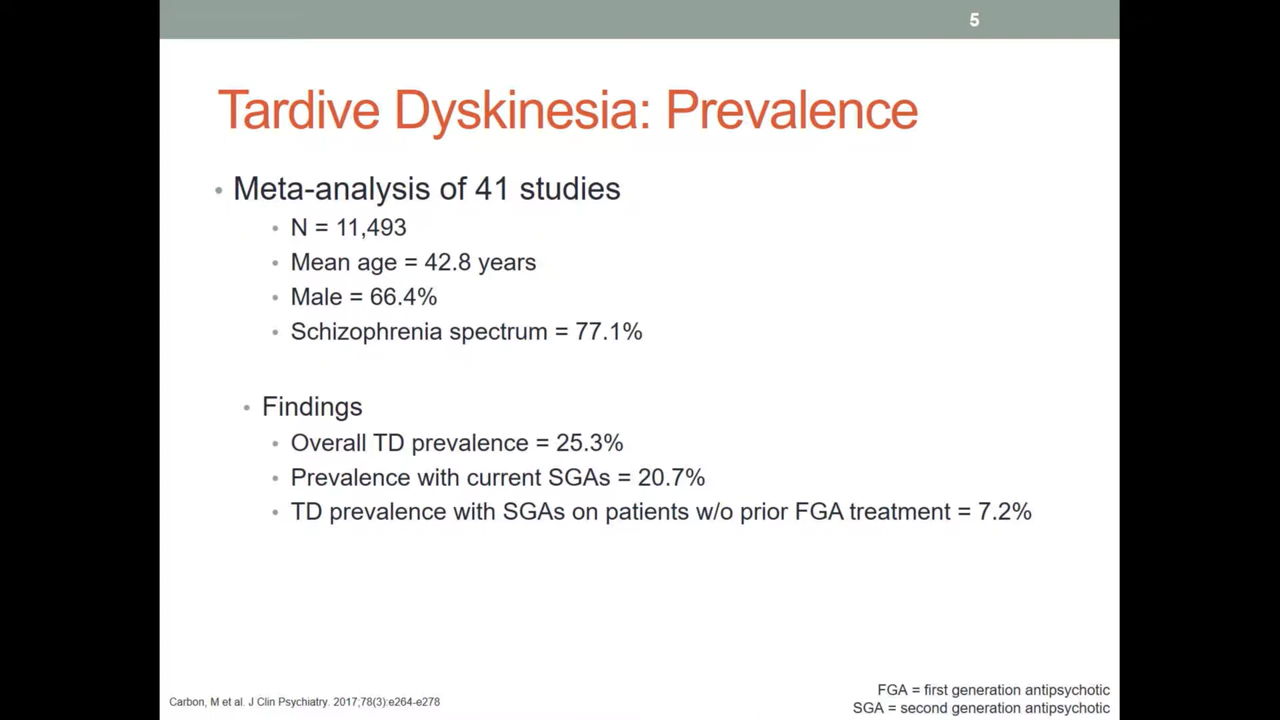 5
Tardive Dyskinesia: Prevalence
• Meta-analysis of 41 studies
• N = 11,493
• Mean age = 42.8 years
• Male = 66.4%
• Schizophrenia spectrum = 77.1%
• Findings
• Overall TD prevalence = 25.3%
• Prevalence with current SGAs = 20.7%
• TD prevalence with SGAs on patients w/o prior FGA treatment = 7.2%
Carbon, M et al. J Clin Psychiatry. 2017;78(3):e264-e278
FGA = first generation antipsychotic
SGA = second generation antipsychotic